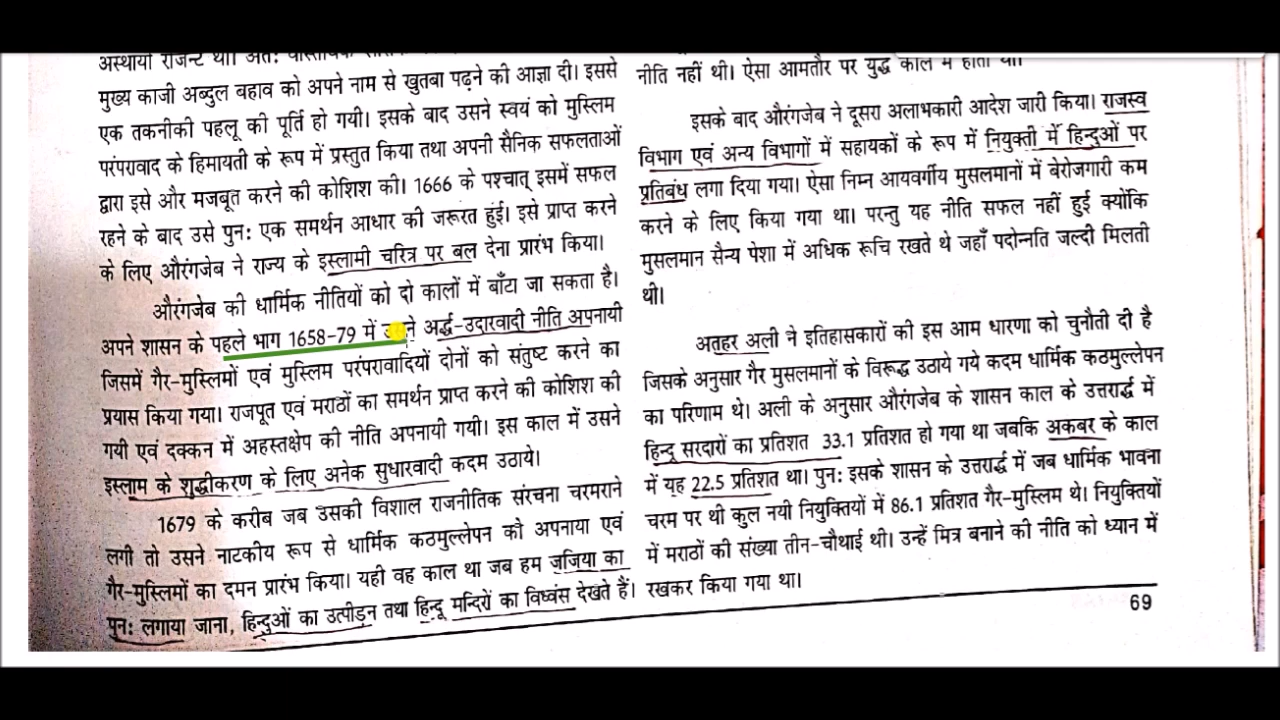 अस्थायी राजेन्ट था। अतः
मुख्य काजी अब्दुल बहाव को अपने नाम से खुतबा पढ़ने की आज्ञा दी। इससे
एक तकनीकी पहलू की पूर्ति हो गयी। इसके बाद उसने स्वयं को मुस्लिम
परंपरावाद के हिमायती के रूप में प्रस्तुत किया तथा अपनी सैनिक सफलताओं
द्वारा इसे और मजबूत करने की कोशिश की। 1666 के पश्चात् इसमें सफल
रहने के बाद उसे पुनः एक समर्थन आधार की जरूरत हुंई। इसे प्राप्त करने
के लिए औरंगजेब ने राज्य के इस्लामी चरित्र पर बल देना प्रारंभ किया।
औरंगजेब की धार्मिक नीतियों को दो कालों में बाँटा जा सकता है।
अपने शासन के पहले भाग 1658-79 में अर्द्ध-उदारवादी नीति अपनायी
जिसमें गैर-मुस्लिमों एवं मुस्लिम परंपरावादियों दोनों को संतुष्ट करने का
प्रयास किया गया। राजपूत एवं मराठों का समर्थन प्राप्त करने की कोशिश की
गयी एवं दक्कन में अहस्तक्षेप की नीति अपनायी गयी। इस काल में उसने
इस्लाम के शुद्धीकरण के लिए अनेक सुधारवादी कदम उठाये।
1679 के करीब जब उसकी विशाल राजनीतिक संरचना चरमराने
लगी तो उसने नाटकीय रूप से धार्मिक कठमुल्लेपन को अपनाया एवं
गैर-मुस्लिमों का दमन प्रारंभ किया। यही वह काल था जब हम जजिया का
पुनः लगाया जाना, हिन्दुओं का उत्पीड़न तथा हिन्दू मन्दिरों का विध्वंस देखते हैं।
नीति नहीं थी। ऐसा आमतौर पर युद्ध काल में होता था।
इसके बाद औरंगजेब ने दूसरा अलाभकारी आदेश जारी किया। राजस्व
विभाग एवं अन्य विभागों में सहायकों के रूप में नियुक्ती में हिन्दुओं पर
प्रतिबंध लगा दिया गया। ऐसा निम्न आयवर्गीय मुसलमानों में बेरोजगारी कम
करने के लिए किया गया था। परन्तु यह नीति सफल नहीं हुई क्योंकि
मुसलमान सैन्य पेशा में अधिक रूचि रखते थे जहाँ पदोन्नति जल्दी मिलती
थी।
अतहर अली ने इतिहासकारों की इस आम धारणा को चुनौती दी है
जिसके अनुसार गैर मुसलमानों के विरूद्ध उठाये गये कदम धार्मिक कठमुल्लेपन
का परिणाम थे। अली के अनुसार औरंगजेब के शासन काल के उत्तरार्द्ध में
हिन्दू सरदारों का प्रतिशत 33.1 प्रतिशत हो गया था जबकि अकबर के काल
में यह 22.5 प्रतिशत था। पुनः इसके शासन के उत्तरार्द्ध में जब धार्मिक भावना
चरम पर थी कुल नयी नियुक्तियों में 86.1 प्रतिशत गैर-मुस्लिम थे। नियुक्तियों
में मराठों की संख्या तीन-चौथाई थी। उन्हें मित्र बनाने की नीति को ध्यान में
रखकर किया गया था।
69